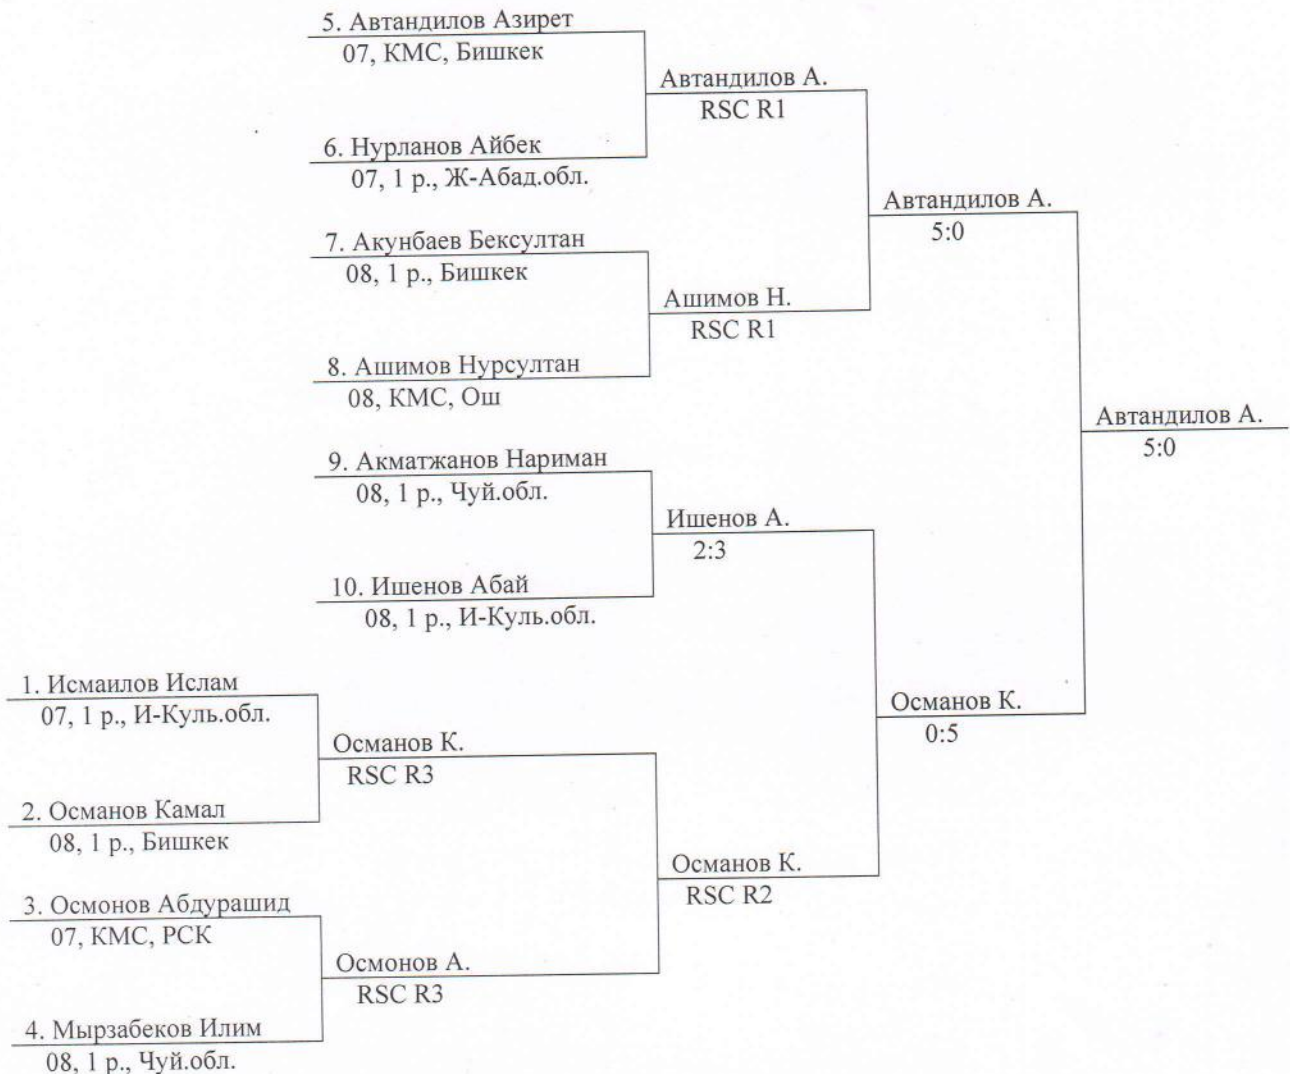 5. Автандилов Азирет
07, КМС, Бишкек
Автандилов А.
RSC R1
6. Нурланов Айбек
07, 1 р., Ж-Абад.обл.
Автандилов А.
5:0
7. Акунбаев Бексултан
08, 1 р., Бишкек
Ашимов Н.
RSC R1
8. Ашимов Нурсултан
08, КМС, Ош
Автандилов А.
5:0
9. Акматжанов Нариман
08, 1 р., Чуй.обл.
Ишенов А.
2:3
10. Ишенов Абай
08, 1 р., И-Куль.обл.
1. Исмаилов Ислам
07, 1 р., И-Куль.обл.
Османов К.
0:5
Османов К.
RSC R3
2. Османов Камал
08, 1 р., Бишкек
Османов К.
RSC R2
3. Осмонов Абдурашид
07, КМС, РСК
Осмонов А.
RSC R3
4. Мырзабеков Илим
08, 1 р., Чуй.обл.